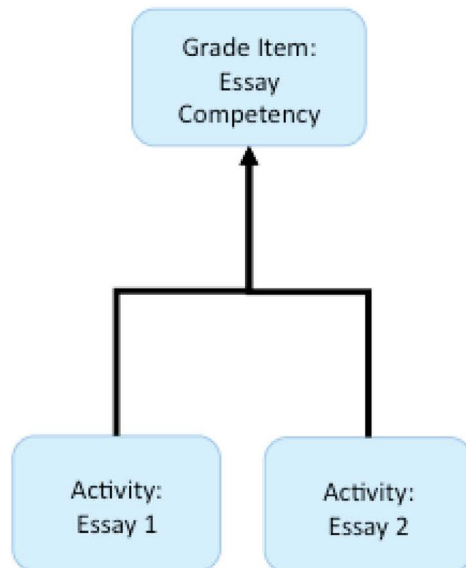 Grade Item:
Essay
Competency
Activity:
Essay 1
Activity:
Essay 2